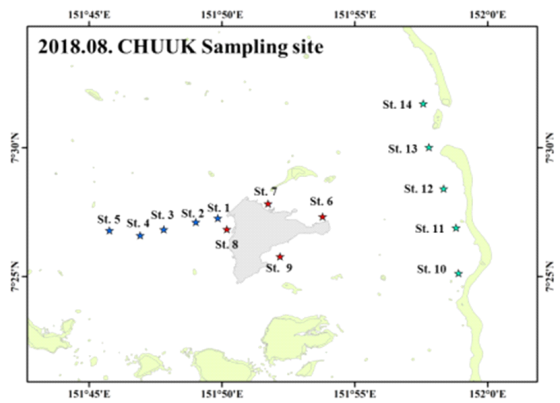 151°45'E 151°50'E 151°55'E 152°0'E
2018.08. CHUUK Sampling site
St. 14
7°30'N St. 13 7°30'N
St. 7
St. 12
St. 6
St. 5 St. 4 St. 3 St. 2 St. 1
St. 11
St. 8
St. 9
St. 10
7°25'N 7°25'N
151°45'E 151°50'E 151°55'E 152°0'E